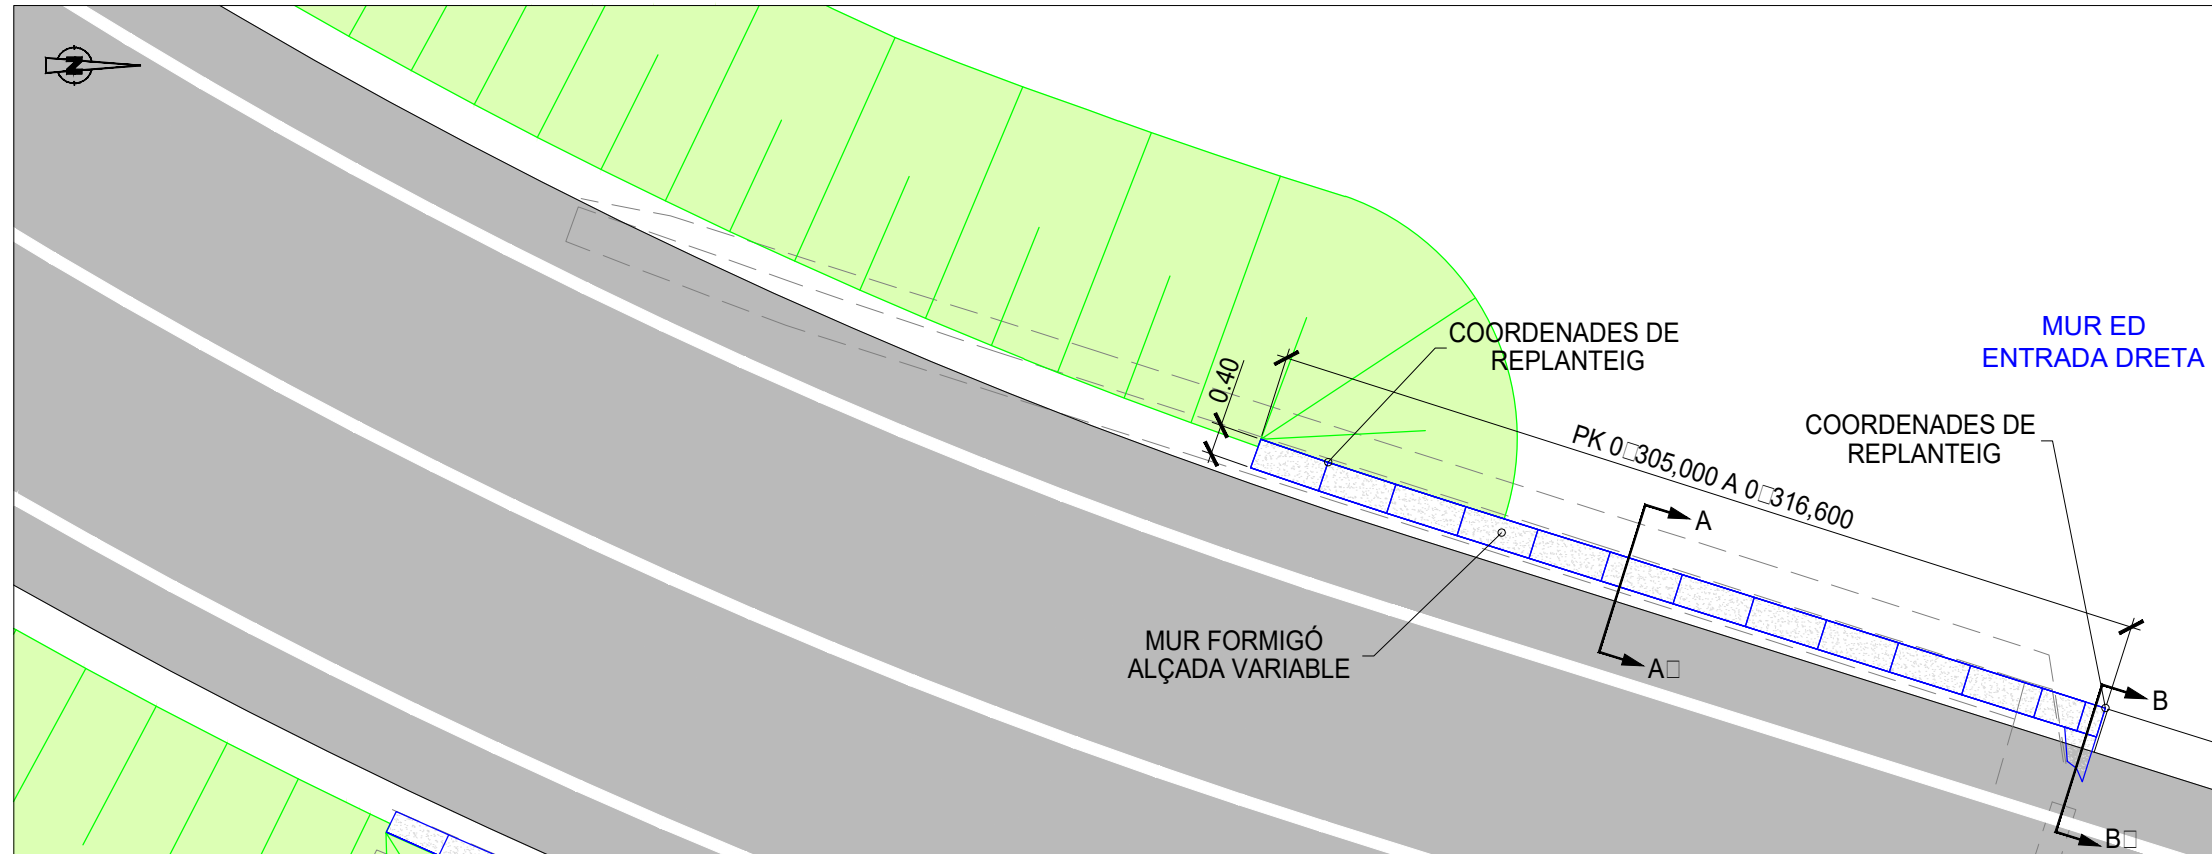 N
COORDENADES DE
REPLANTEIG
MUR ED
ENTRADA DRETA
0.40
COORDENADES DE
REPLANTEIG
PK 0□305,000 A 0□316,600
A
MUR FORMIGÓ
ALÇADA VARIABLE
A□
B
B□